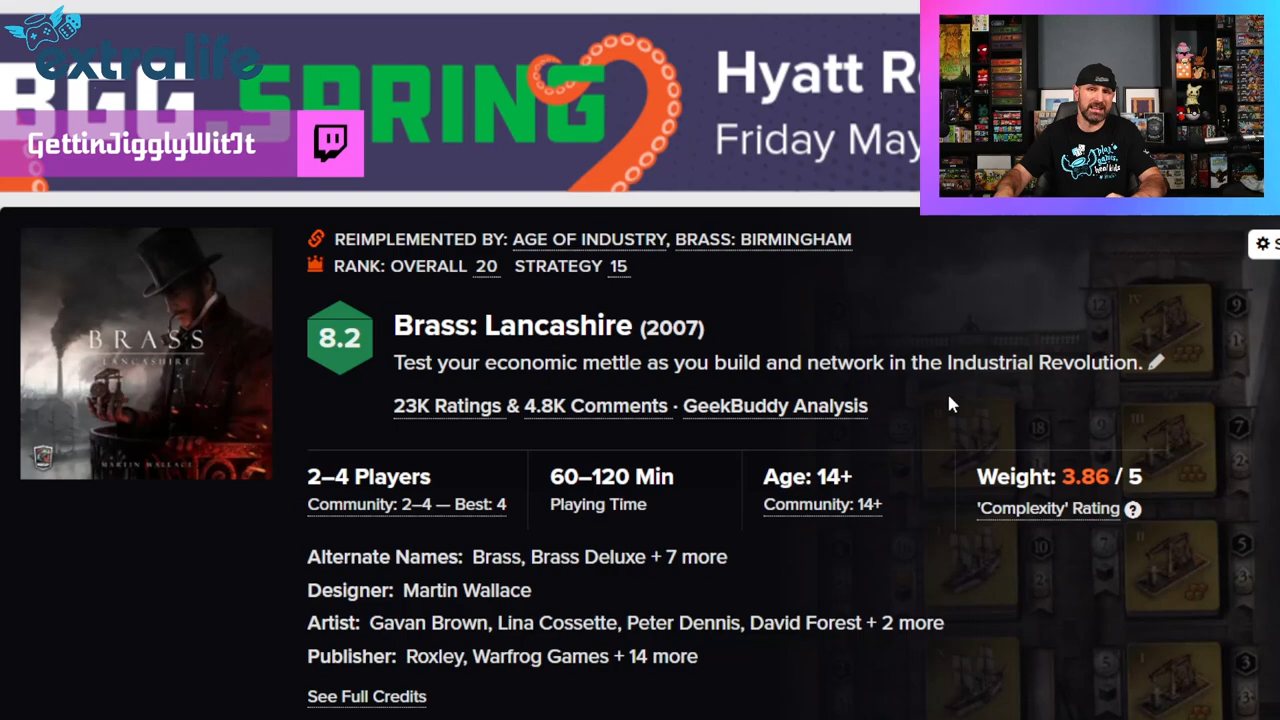 extralife
BGG.SPRING
Hyatt R
Friday May
GettinJigglyWitIt
REIMPLEMENTED BY: AGE OF INDUSTRY, BRASS: BIRMINGHAM
RANK: OVERALL 20 STRATEGY 15
8.2
Brass: Lancashire (2007)
Test your economic mettle as you build and network in the Industrial Revolution.
23K Ratings & 4.8K Comments · GeekBuddy Analysis
BRASS
LANCASHIRE
MARTIN WALLACE
2–4 Players
60–120 Min
Age: 14+
Weight: 3.86 / 5
Community: 2–4 — Best: 4
Playing Time
Community: 14+
'Complexity' Rating ?
Alternate Names: Brass, Brass Deluxe + 7 more
Designer: Martin Wallace
Artist: Gavan Brown, Lina Cossette, Peter Dennis, David Forest + 2 more
Publisher: Roxley, Warfrog Games + 14 more
See Full Credits